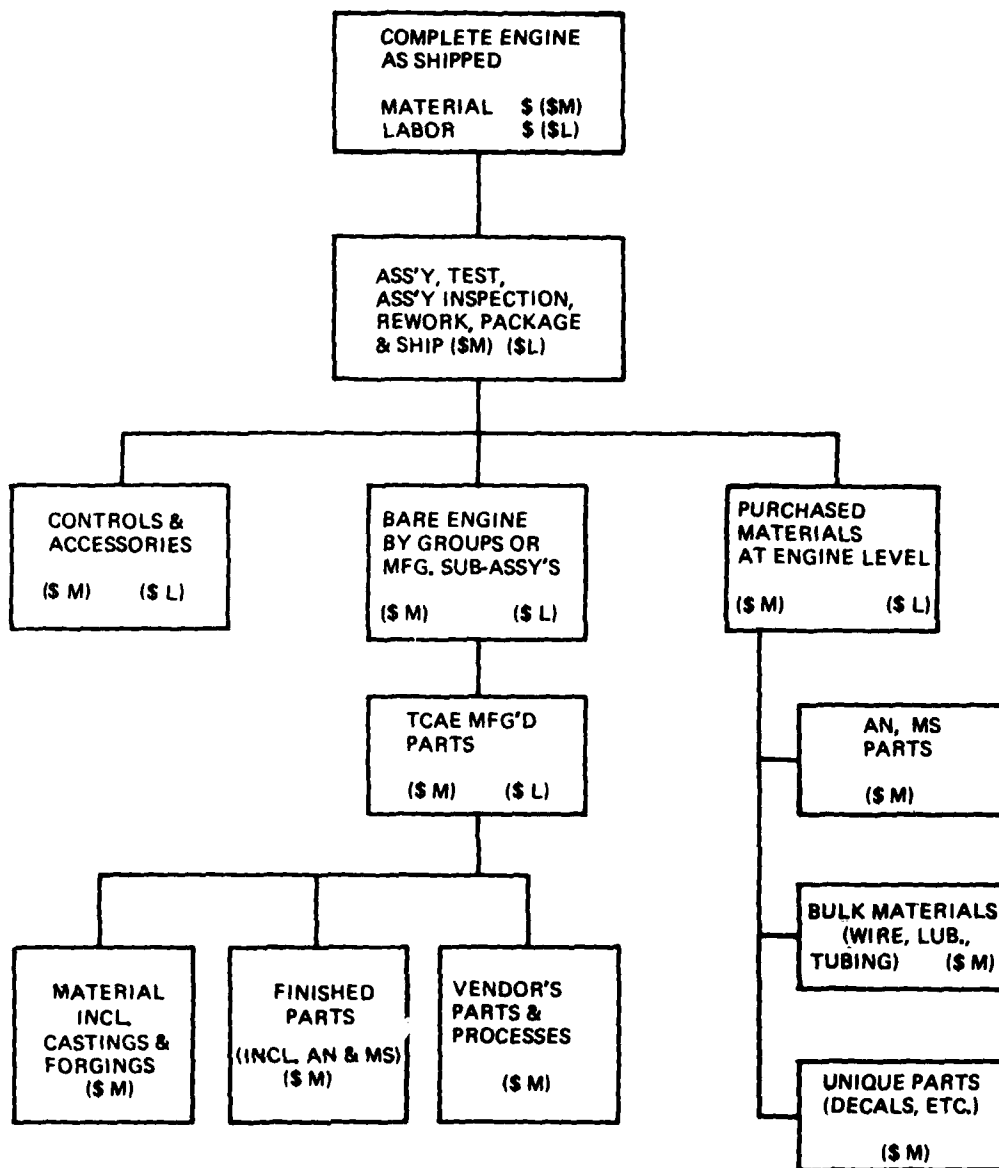 COMPLETE ENGINE
AS SHIPPED
MATERIAL $ ($M)
LABOR $ ($L)
ASS'Y, TEST,
ASS'Y INSPECTION,
REWORK, PACKAGE
& SHIP ($M) ($L)
CONTROLS &
ACCESSORIES
($ M) ($ L)
BARE ENGINE
BY GROUPS OR
MFG. SUB-ASSY'S
($ M) ($ L)
PURCHASED
MATERIALS
AT ENGINE LEVEL
($ M) ($ L)
TCAE MFG'D
PARTS
($ M) ($ L)
AN, MS
PARTS
($ M)
BULK MATERIALS
(WIRE, LUB.,
TUBING) ($ M)
UNIQUE PARTS
(DECALS, ETC.)
($ M)
MATERIAL
INCL.
CASTINGS &
FORGINGS
($ M)
FINISHED
PARTS
(INCL. AN & MS)
($ M)
VENDOR'S
PARTS &
PROCESSES
($ M)